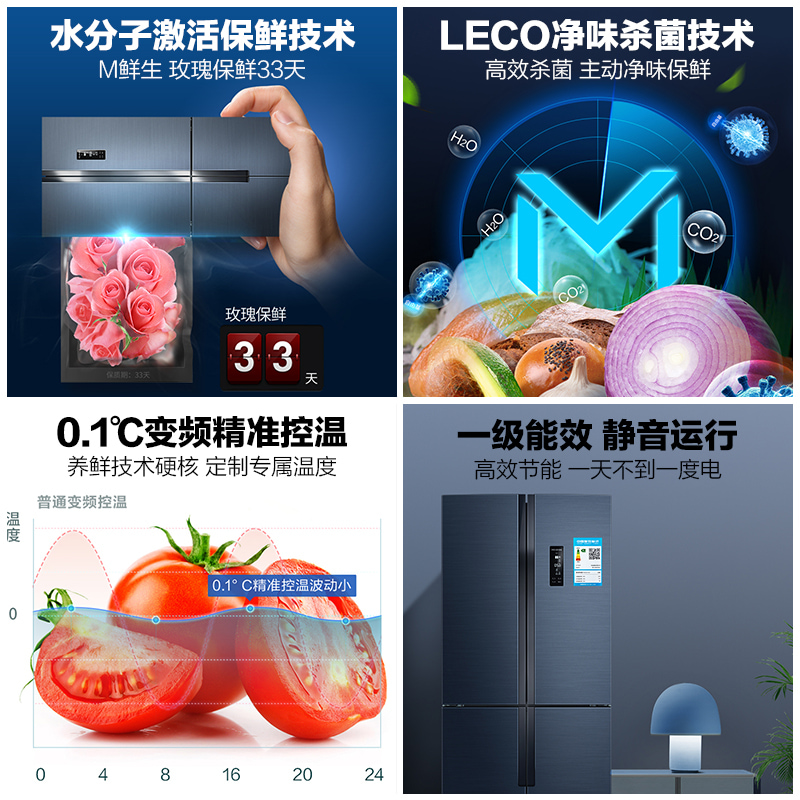 水分子激活保鲜技术
M鲜生 玫瑰保鲜33天
玫瑰保鲜
33
天
保质期：33天
LECO净味杀菌技术
高效杀菌 主动净味保鲜
H₂O
H₂O
CO₂
CO₂
0.1℃变频精准控温
养鲜技术硬核 定制专属温度
普通变频控温
温度
0.1° C精准控温波动小
0
0 4 8 16 20 24
一级能效 静音运行
高效节能 一天不到一度电